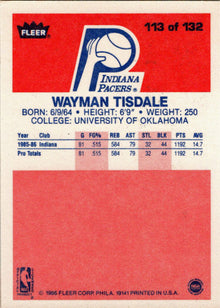 FLEER
113 of 132
INDIANA
PACERS®
WAYMAN TISDALE
BORN: 6/9/64 • HEIGHT: 6'9" • WEIGHT: 250
COLLEGE: UNIVERSITY OF OKLAHOMA
Year Club G FG% REB AST STL BLK PTS AVG
1985-86 Indiana 81 .515 584 79 32 44 1192 14.7
Pro Totals 81 .515 584 79 32 44 1192 14.7
© 1986 FLEER CORP. PHILA. 19141 PRINTED IN U.S.A.